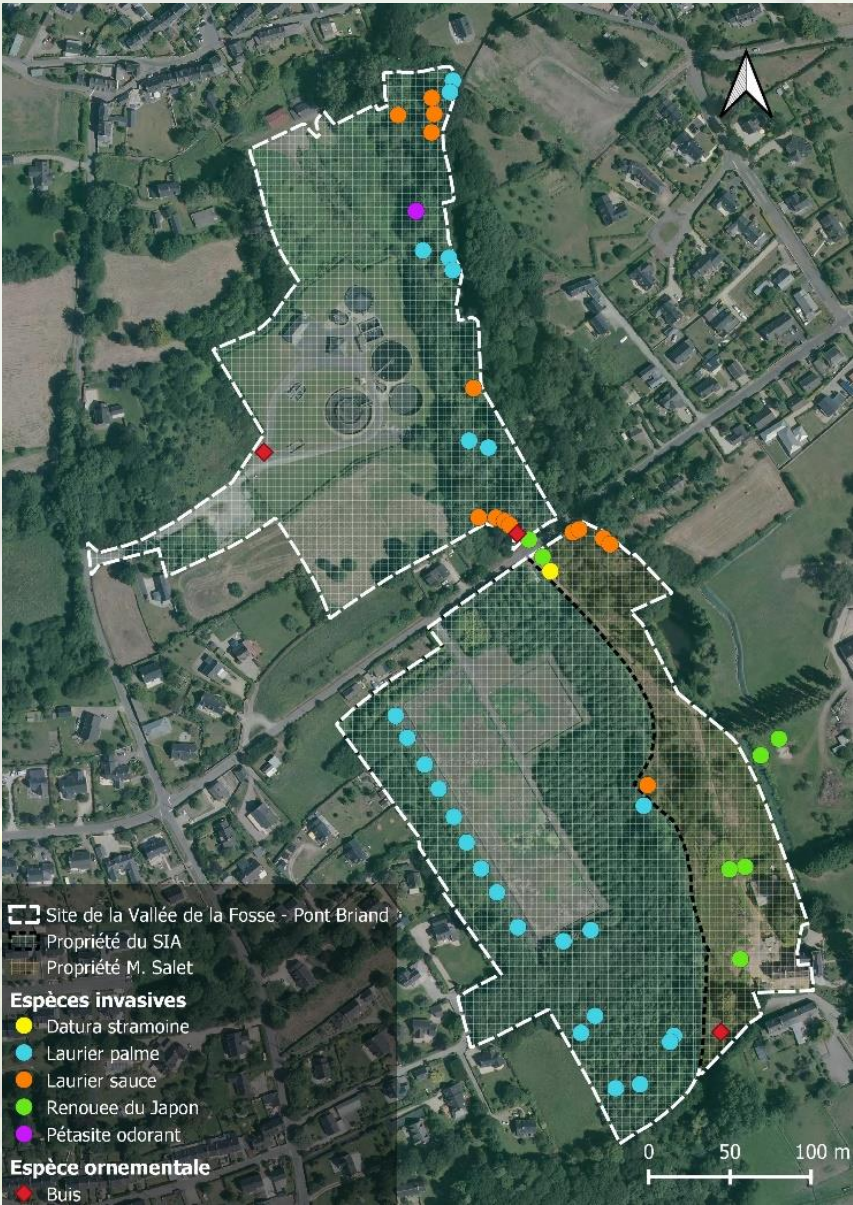 Site de la Vallée de la Fosse - Pont Briand
Propriété du SIA
Propriété M. Salet
Espèces invasives
Datura stramoine
Laurier palme
Laurier sauce
Renouee du Japon
Pétasite odorant
Espèce ornementale
Buis
0 50 100 m